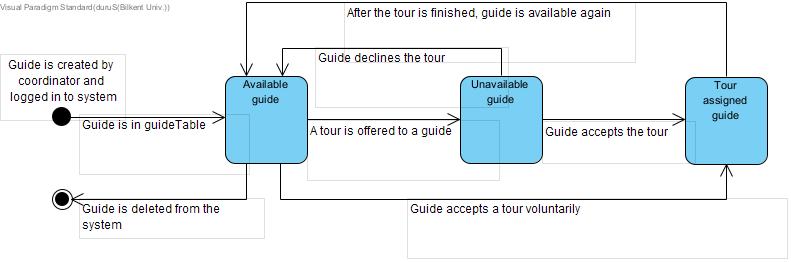 Visual Paradigm Standard(duruS(Bilkent Univ.))
After the tour is finished, guide is available again
Guide is created by
coordinator and
logged in to system
Guide declines the tour
Available
guide
Unavailable
guide
Tour
assigned
guide
Guide is in guideTable
A tour is offered to a guide
Guide accepts the tour
Guide is deleted from the
system
Guide accepts a tour voluntarily